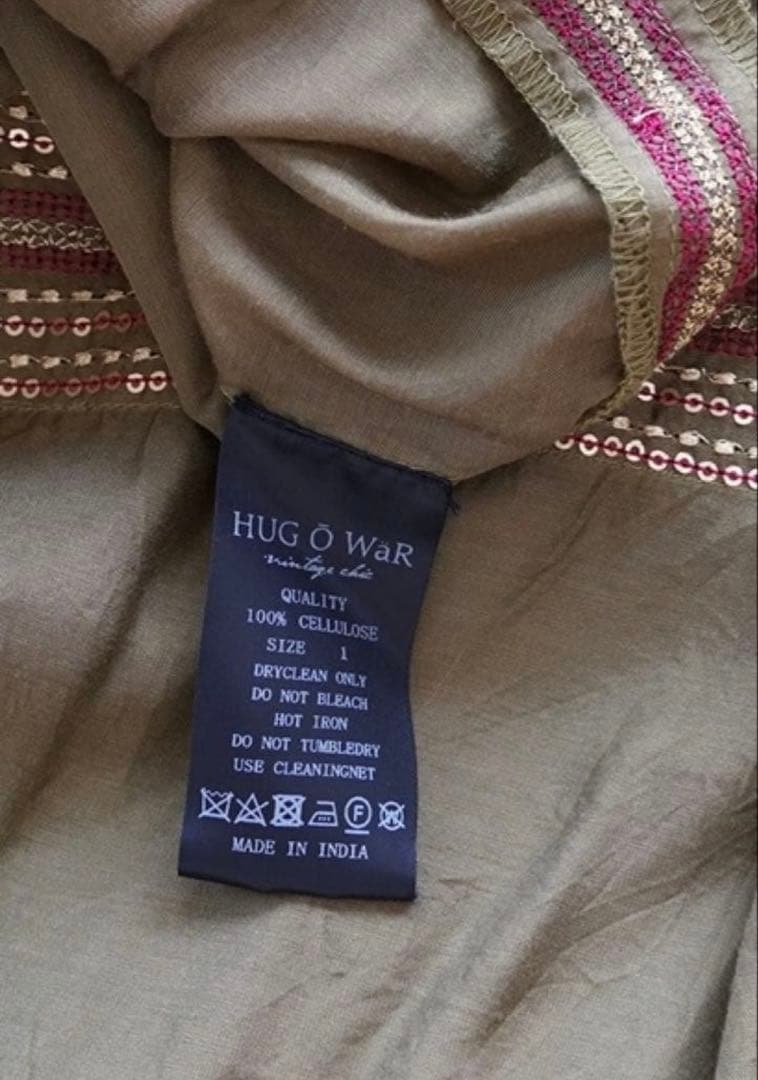 HUG Ō WäR
vintage chic
QUALITY
100% CELLULOSE
SIZE 1
DRYCLEAN ONLY
DO NOT BLEACH
HOT IRON
DO NOT TUMBLEDRY
USE CLEANINGNET
F W
MADE IN INDIA